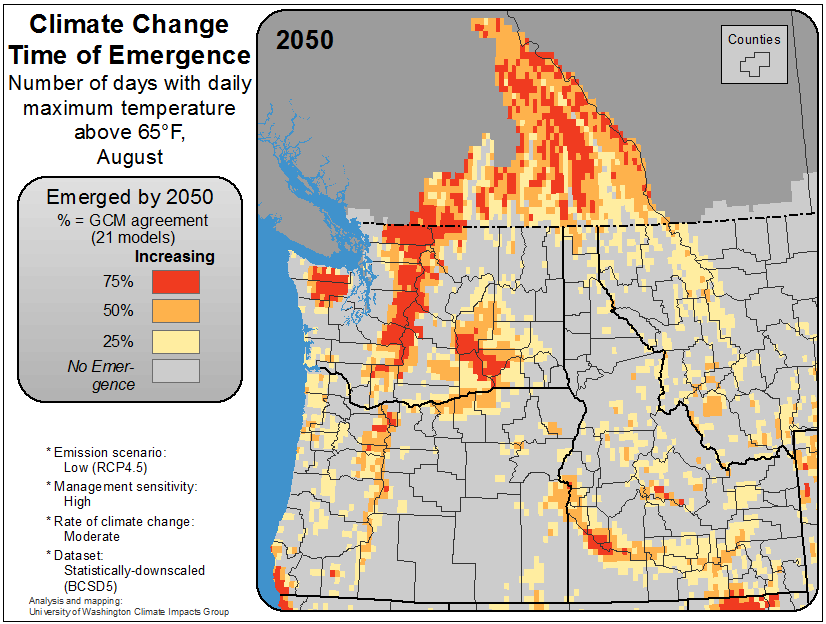 Climate Change
Time of Emergence
Number of days with daily
maximum temperature
above 65°F,
August
Emerged by 2050
% = GCM agreement
(21 models)
Increasing
75%
50%
25%
No Emer-
gence
* Emission scenario:
Low (RCP4.5)
* Management sensitivity:
High
* Rate of climate change:
Moderate
* Dataset:
Statistically-downscaled
(BCSD5)
Analysis and mapping:
University of Washington Climate Impacts Group
2050
Counties